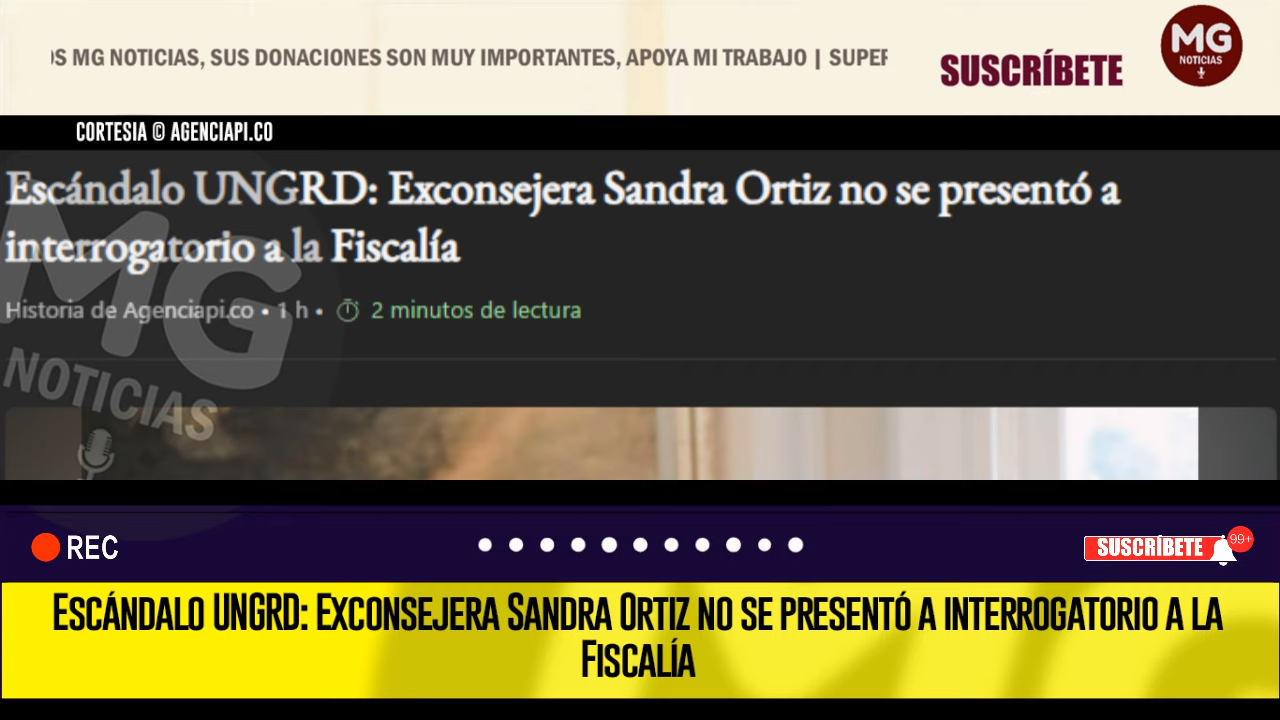 S MG NOTICIAS, SUS DONACIONES SON MUY IMPORTANTES, APOYA MI TRABAJO | SUPER
SUSCRÍBETE
MG
NOTICIAS
CORTESIA © AGENCIAPI.CO
Escándalo UNGRD: Exconsejera Sandra Ortiz no se presentó a
interrogatorio a la Fiscalía
Historia de Agenciapi.co • 1 h • 2 minutos de lectura
MG
NOTICIAS
REC
SUSCRÍBETE
99+
ESCÁNDALO UNGRD: EXCONSEJERA SANDRA ORTIZ NO SE PRESENTÓ A INTERROGATORIO A LA
FISCALÍA